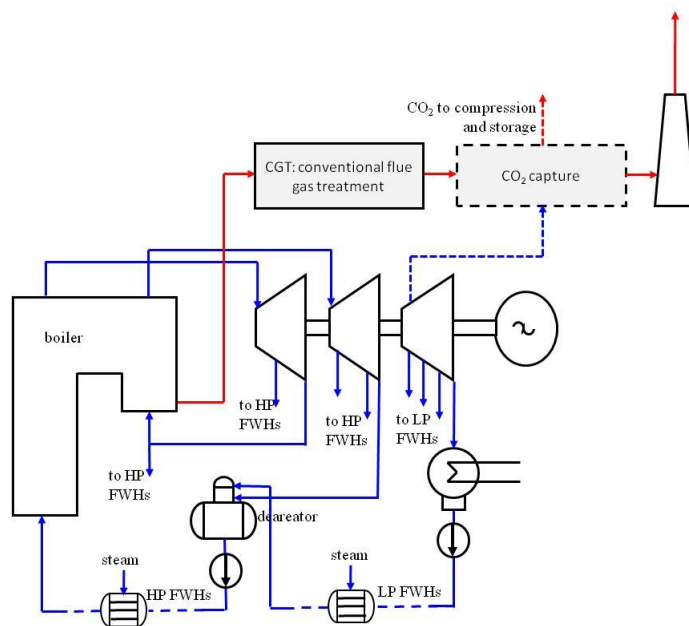 CO₂ to compression
and storage
CGT: conventional flue
gas treatment
CO₂ capture
boiler
to HP
FWHs
to HP
FWHs
to LP
FWHs
to HP
FWHs
deareator
steam
HP FWHs
steam
LP FWHs